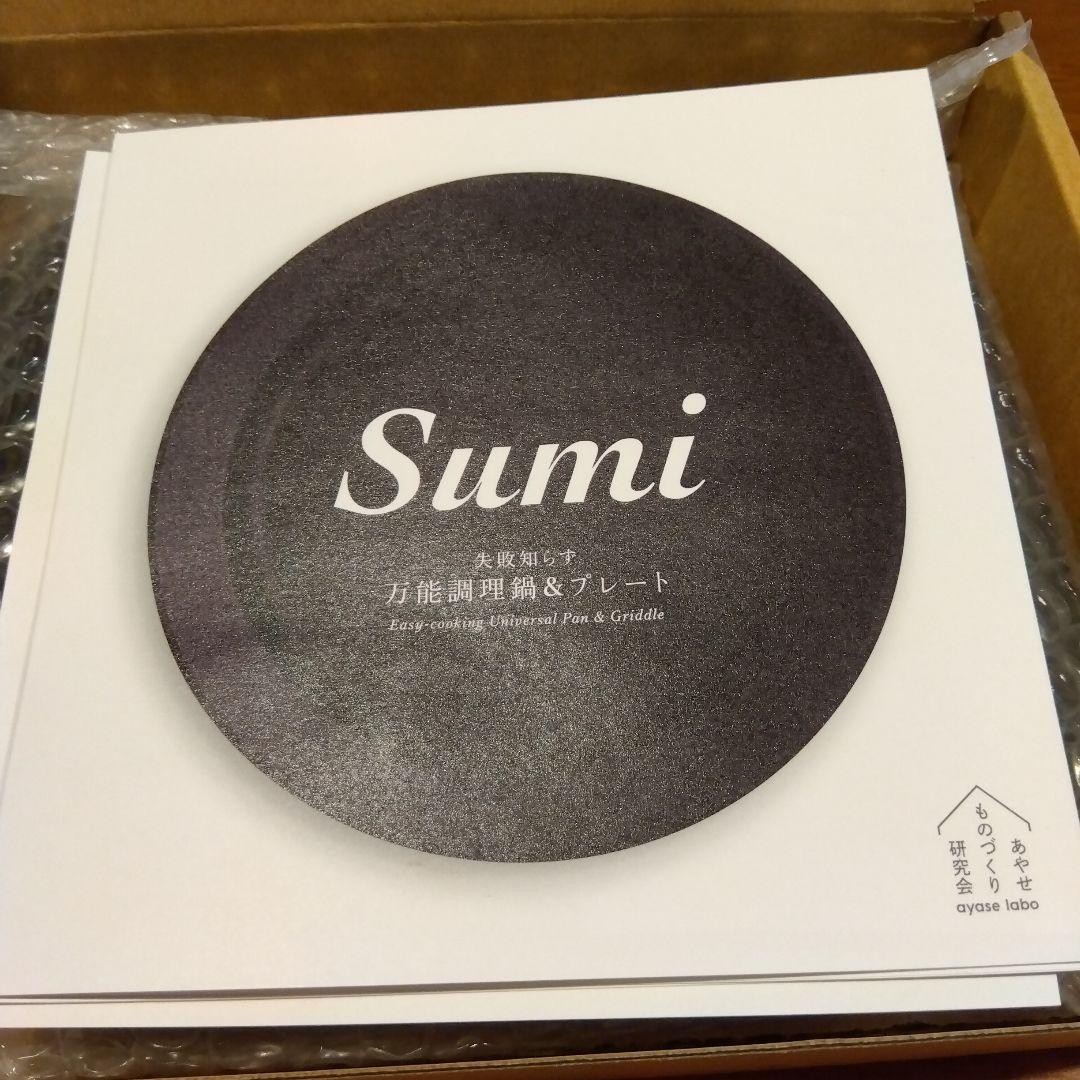 Sumi
失敗知らず
万能調理鍋&プレート
Easy-cooking Universal Pan & Griddle
あやせ
ものづくり
研究会
ayase labo